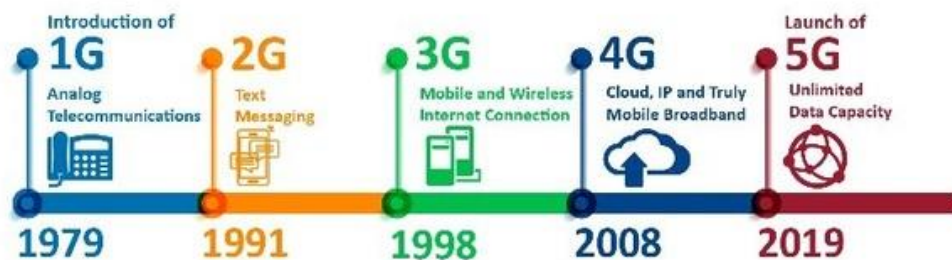 Introduction of
1G
Analog
Telecommunications
1979
2G
Text
Messaging
1991
3G
Mobile and Wireless
Internet Connection
1998
4G
Cloud, IP and Truly
Mobile Broadband
2008
Launch of
5G
Unlimited
Data Capacity
2019